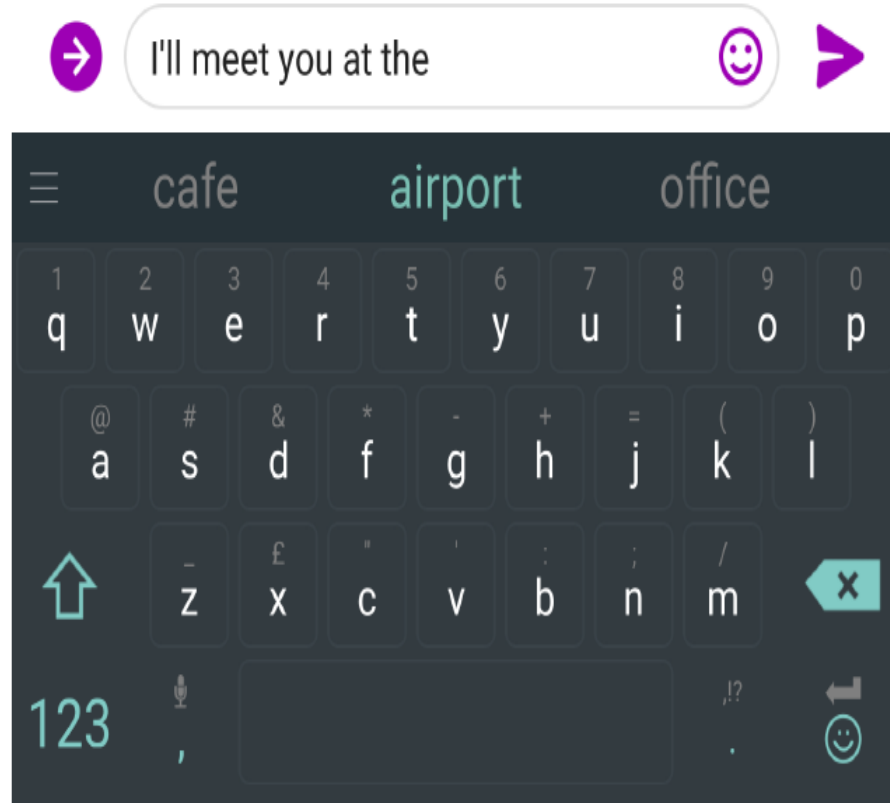 I'll meet you at the
cafe airport office
1 2 3 4 5 6 7 8 9 0
q w e r t y u i o p
@ # & * - + = ( )
a s d f g h j k l
_ £ " ' : ; /
z x c v b n m
,!?
123 , .